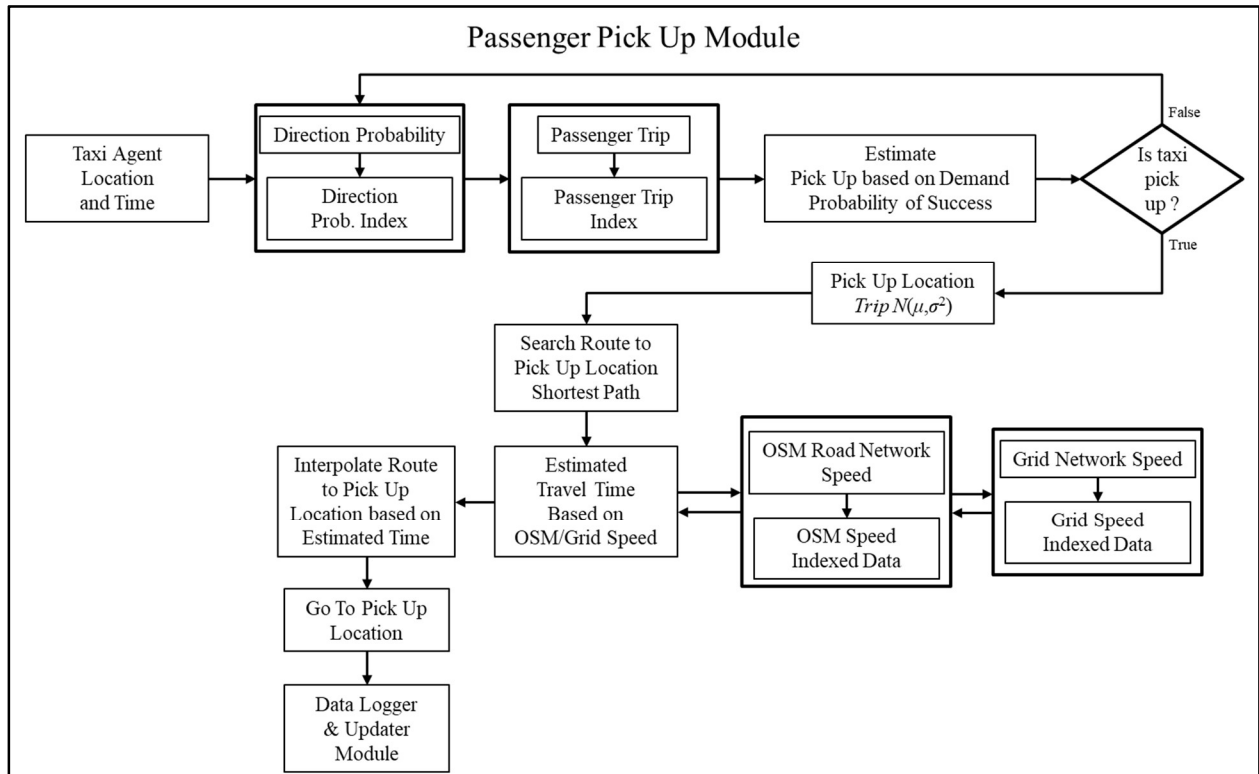 Passenger Pick Up Module
Taxi Agent
Location
and Time
Direction Probability
Direction
Prob. Index
Passenger Trip
Passenger Trip
Index
Estimate
Pick Up based on Demand
Probability of Success
False
Is taxi
pick
up ?
True
Pick Up Location
Trip N(μ,σ²)
Search Route to
Pick Up Location
Shortest Path
Interpolate Route
to Pick Up
Location based on
Estimated Time
Estimated
Travel Time
Based on
OSM/Grid Speed
OSM Road Network
Speed
OSM Speed
Indexed Data
Grid Network Speed
Grid Speed
Indexed Data
Go To Pick Up
Location
Data Logger
& Updater
Module